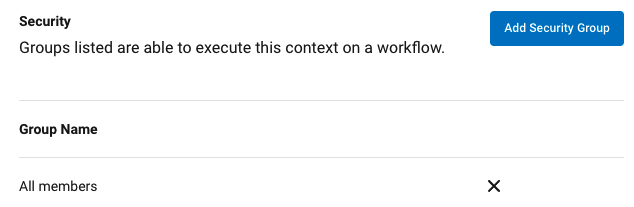 Security
Add Security Group
Groups listed are able to execute this context on a workflow.
Group Name
All members